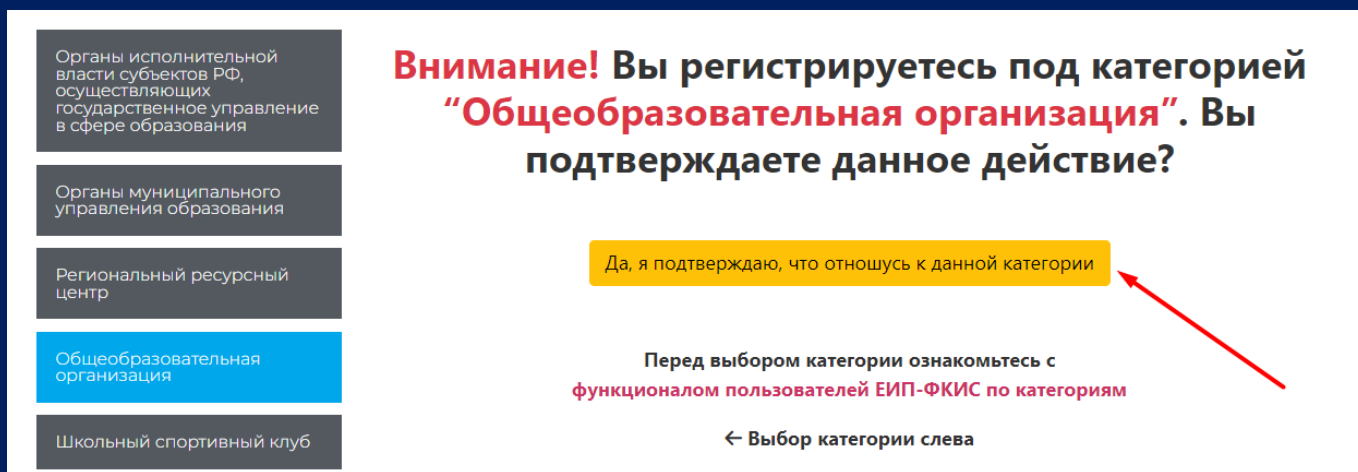 Органы исполнительной
власти субъектов РФ,
осуществляющих
государственное управление
в сфере образования
Органы муниципального
управления образования
Региональный ресурсный
центр
Общеобразовательная
организация
Школьный спортивный клуб
Внимание! Вы регистрируетесь под категорией
“Общеобразовательная организация”. Вы
подтверждаете данное действие?
Да, я подтверждаю, что отношусь к данной категории
Перед выбором категории ознакомьтесь с
функционалом пользователей ЕИП-ФКИС по категориям
← Выбор категории слева